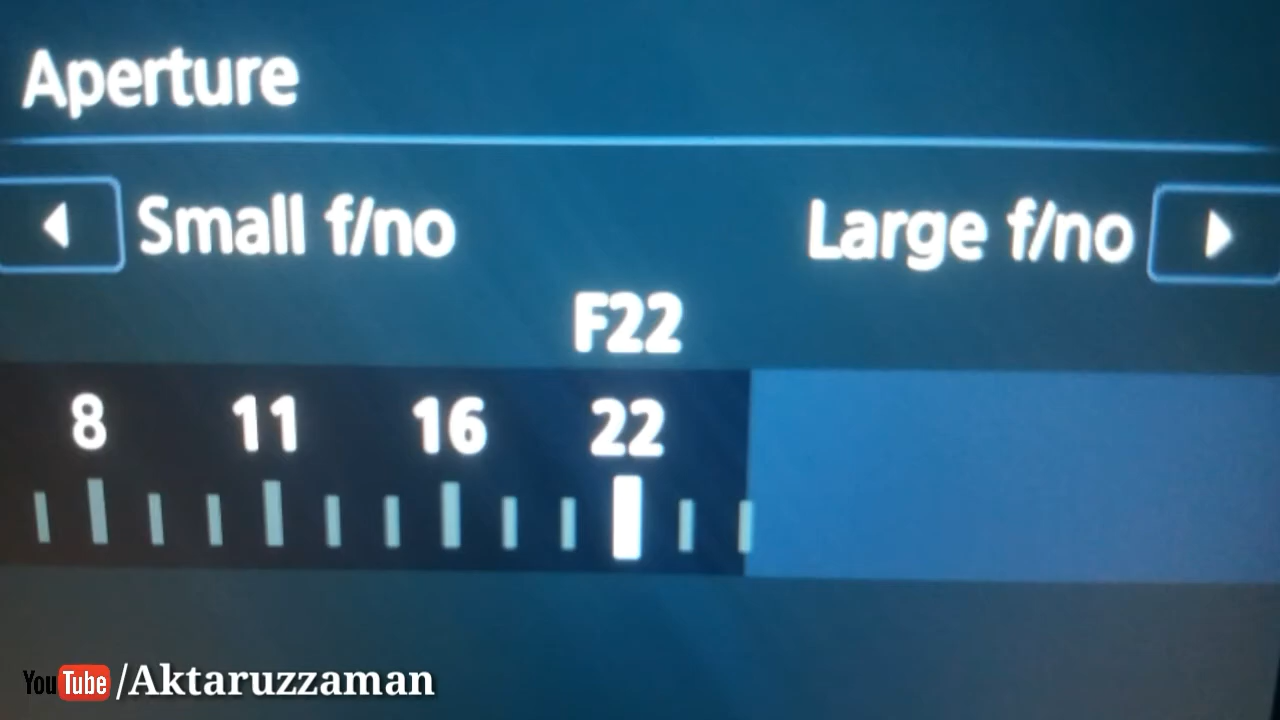 Aperture
Small f/no Large f/no
F22
8 11 16 22
YouTube/Aktaruzzaman